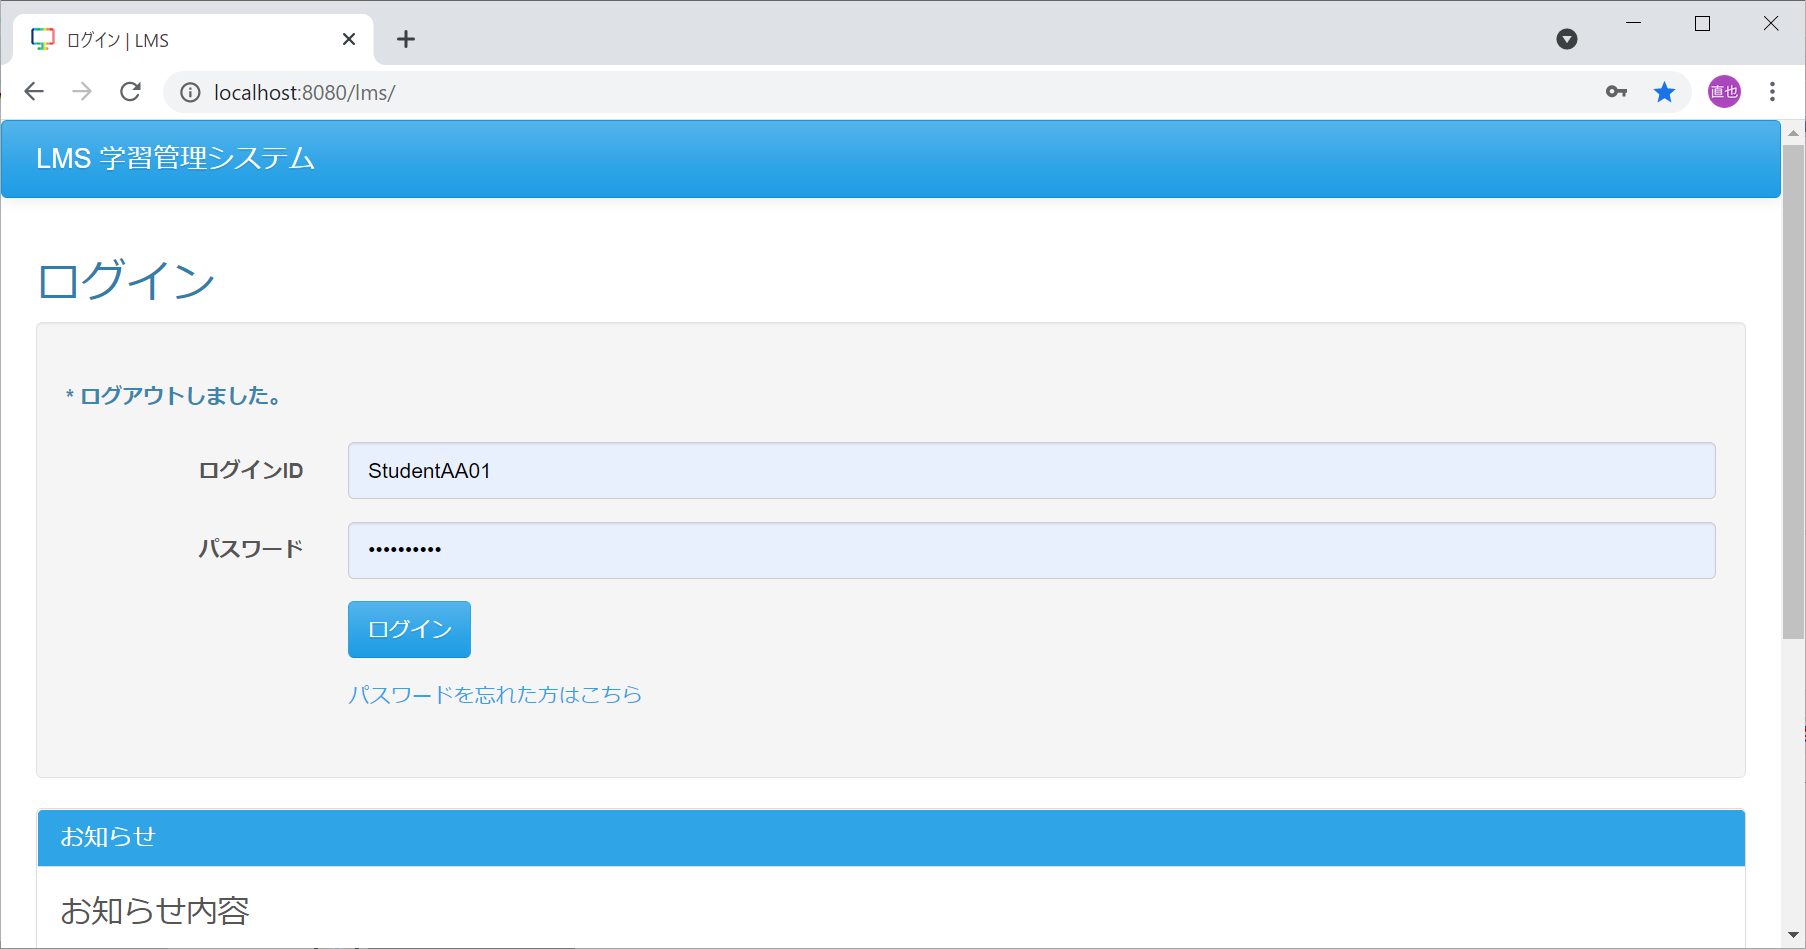 ログイン | LMS
localhost:8080/lms/
直也
LMS 学習管理システム
ログイン
* ログアウトしました。
ログインID
StudentAA01
パスワード
••••••••••
ログイン
パスワードを忘れた方はこちら
お知らせ
お知らせ内容